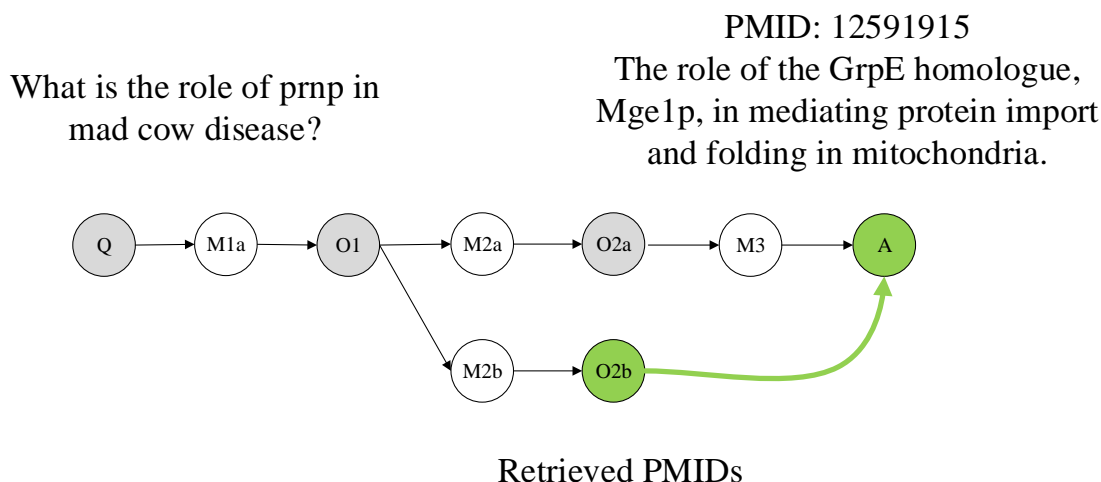 What is the role of prnp in
mad cow disease?
PMID: 12591915
The role of the GrpE homologue,
Mge1p, in mediating protein import
and folding in mitochondria.
Q
M1a
O1
M2a
O2a
M3
A
M2b
O2b
Retrieved PMIDs